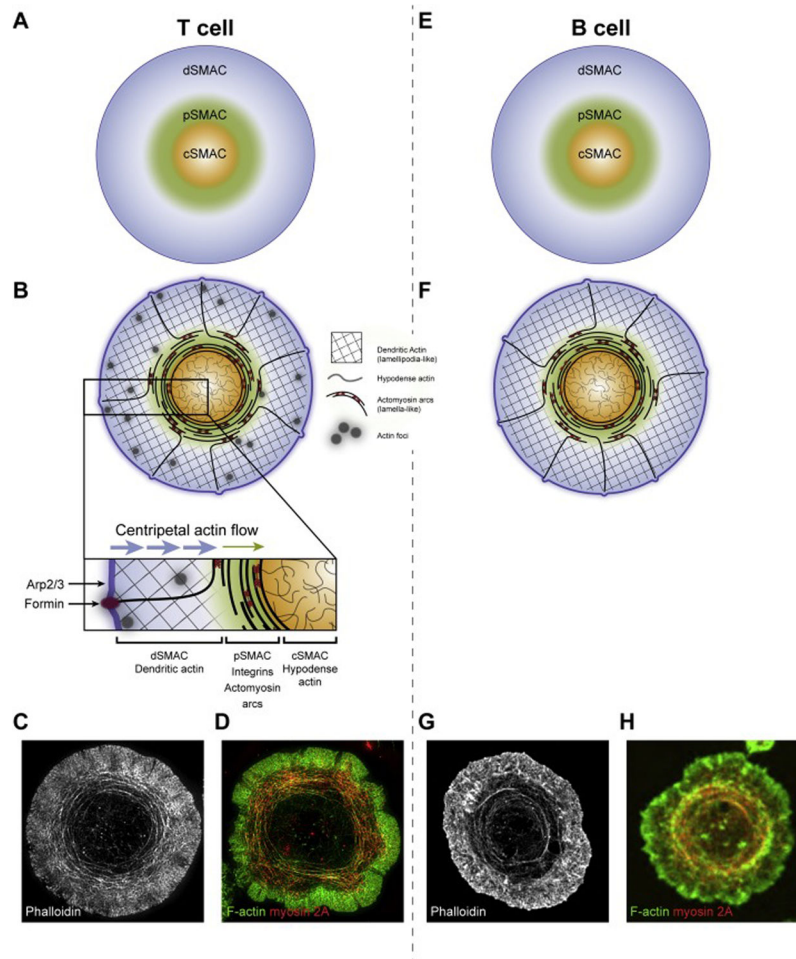 A
T cell
dSMAC
pSMAC
cSMAC
E
B cell
dSMAC
pSMAC
cSMAC
B
Dendritic Actin
(lamellipodia-like)
Hypodense actin
Actomyosin arcs
(lamella-like)
Actin foci
F
Centripetal actin flow
Arp2/3
Formin
dSMAC
Dendritic actin
pSMAC
Integrins
Actomyosin
arcs
cSMAC
Hypodense
actin
C
Phalloidin
D
F-actin myosin 2A
G
Phalloidin
H
F-actin myosin 2A